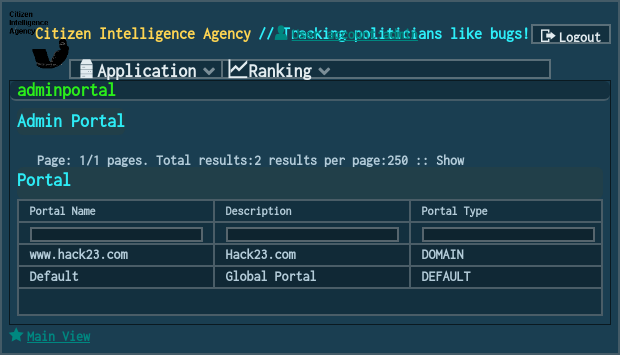 Citizen
Intelligence
Agency
Citizen Intelligence Agency // Tracking politicians like bugs!
Logout
Application Ranking
adminportal
Admin Portal
Page: 1/1 pages. Total results:2 results per page:250 :: Show
Portal
Portal Name Description Portal Type
www.hack23.com Hack23.com DOMAIN
Default Global Portal DEFAULT
Main View